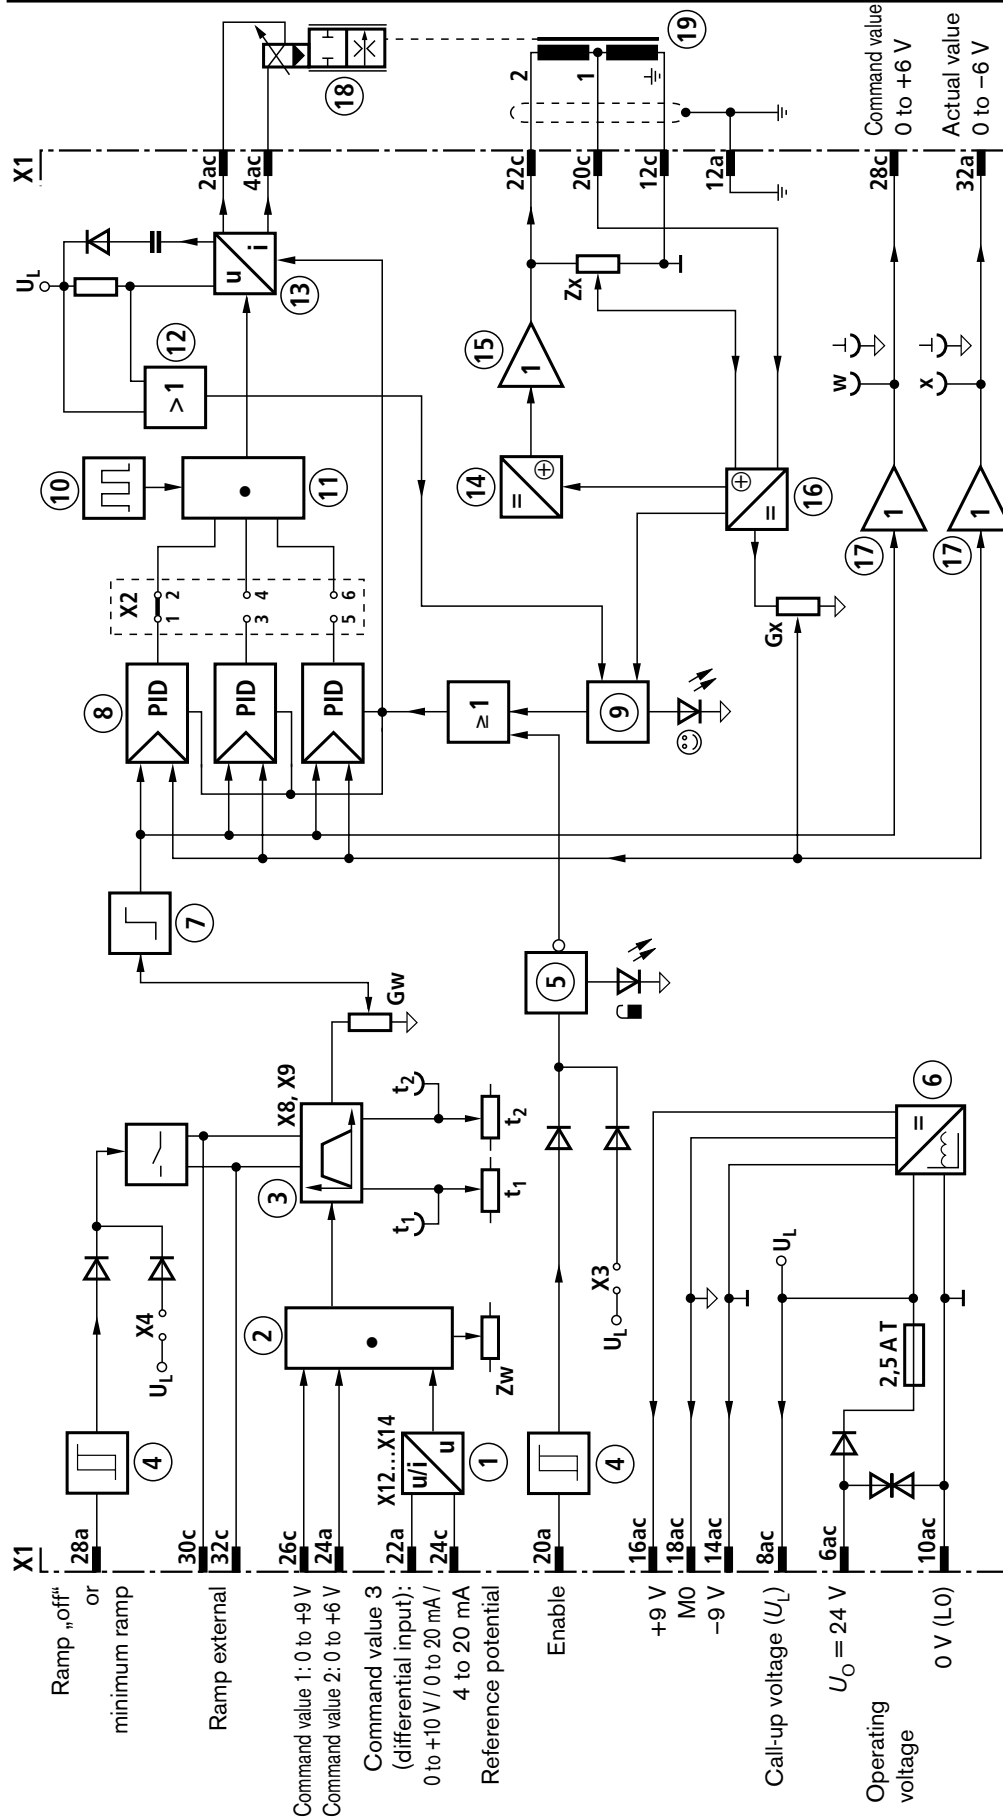 X1
28a
30c
32c
26c
24a
22a
24c
20a
16ac
18ac
14ac
8ac
6ac
10ac
Ramp „off“
or
minimum ramp
Ramp external
Command value 1: 0 to +9 V
Command value 2: 0 to +6 V
Command value 3
(differential input):
0 to +10 V / 0 to 20 mA /
4 to 20 mA
Reference potential
Enable
+9 V
M0
−9 V
Call-up voltage (UL)
UO = 24 V
Operating
voltage
0 V (L0)
4
X4
UL
X12...X14
u/i
u
1
2
Zw
3
X8, X9
t1
t2
t1
t2
Gw
7
4
UL
X3
5
2,5 A T
UL
=
6
8
PID
PID
PID
X2
1
2
3
4
5
6
10
11
12
> 1
UL
u
i
13
≥ 1
9
Gx
14
=
15
1
16
=
Zx
17
1
17
1
w
x
X1
2ac
4ac
22c
20c
12c
12a
28c
32a
18
19
2
1
Command value
0 to +6 V
Actual value
0 to −6 V